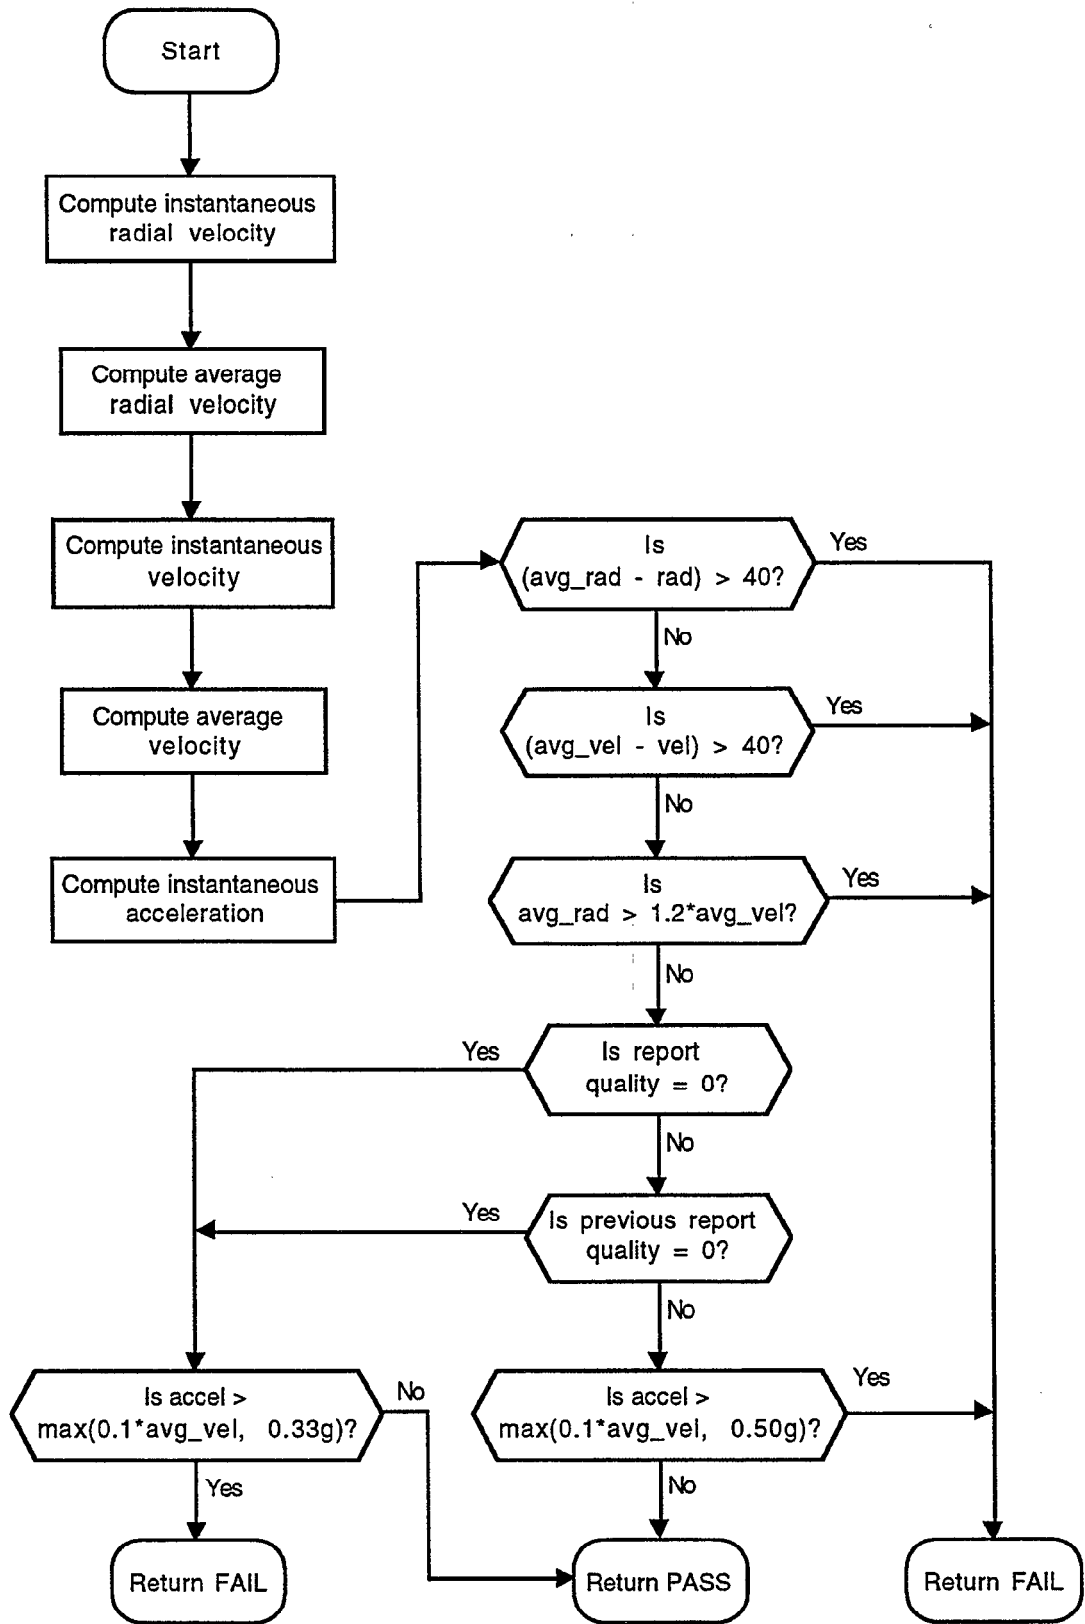 Start
Compute instantaneous
radial velocity
Compute average
radial velocity
Compute instantaneous
velocity
Compute average
velocity
Compute instantaneous
acceleration
Is
(avg_rad - rad) > 40?
Yes
No
Is
(avg_vel - vel) > 40?
Yes
No
Is
avg_rad > 1.2*avg_vel?
Yes
No
Is report
quality = 0?
Yes
No
Is previous report
quality = 0?
Yes
No
Is accel >
max(0.1*avg_vel, 0.33g)?
No
Yes
Is accel >
max(0.1*avg_vel, 0.50g)?
Yes
No
Return FAIL
Return PASS
Return FAIL